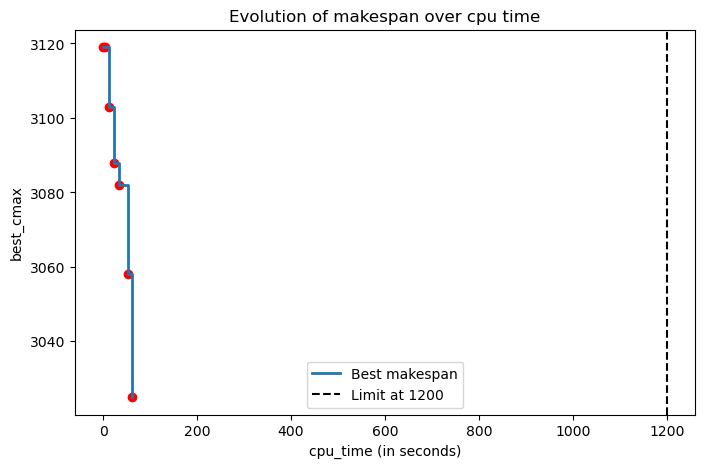 Evolution of makespan over cpu time
best_cmax
3120
3100
3080
3060
3040
0
200
400
600
800
1000
1200
cpu_time (in seconds)
Best makespan
Limit at 1200